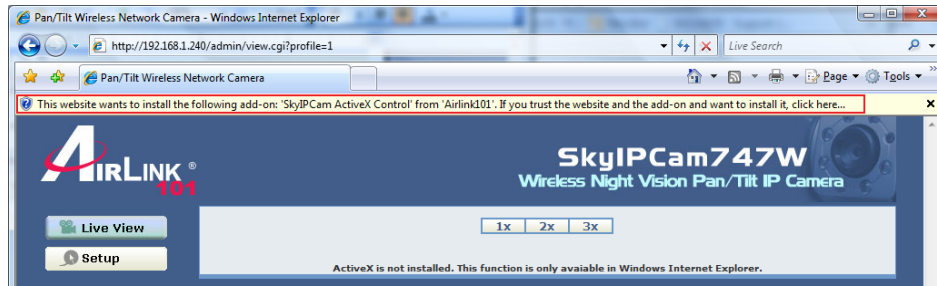 Pan/Tilt Wireless Network Camera - Windows Internet Explorer
http://192.168.1.240/admin/view.cgi?profile=1
Live Search
Pan/Tilt Wireless Network Camera
Page
Tools
This website wants to install the following add-on: 'SkyIPCam ActiveX Control' from 'Airlink101'. If you trust the website and the add-on and want to install it, click here...
AIRLINK ®
101
SkyIPCam747W
Wireless Night Vision Pan/Tilt IP Camera
Live View
1x 2x 3x
Setup
ActiveX is not installed. This function is only avaiable in Windows Internet Explorer.